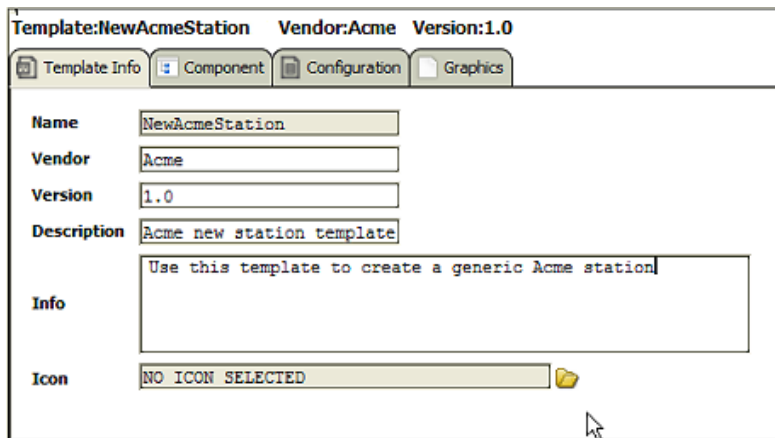 Template:NewAcmeStation Vendor:Acme Version:1.0
Template Info Component Configuration Graphics
Name NewAcmeStation
Vendor Acme
Version 1.0
Description Acme new station template
Use this template to create a generic Acme station
Info
Icon NO ICON SELECTED